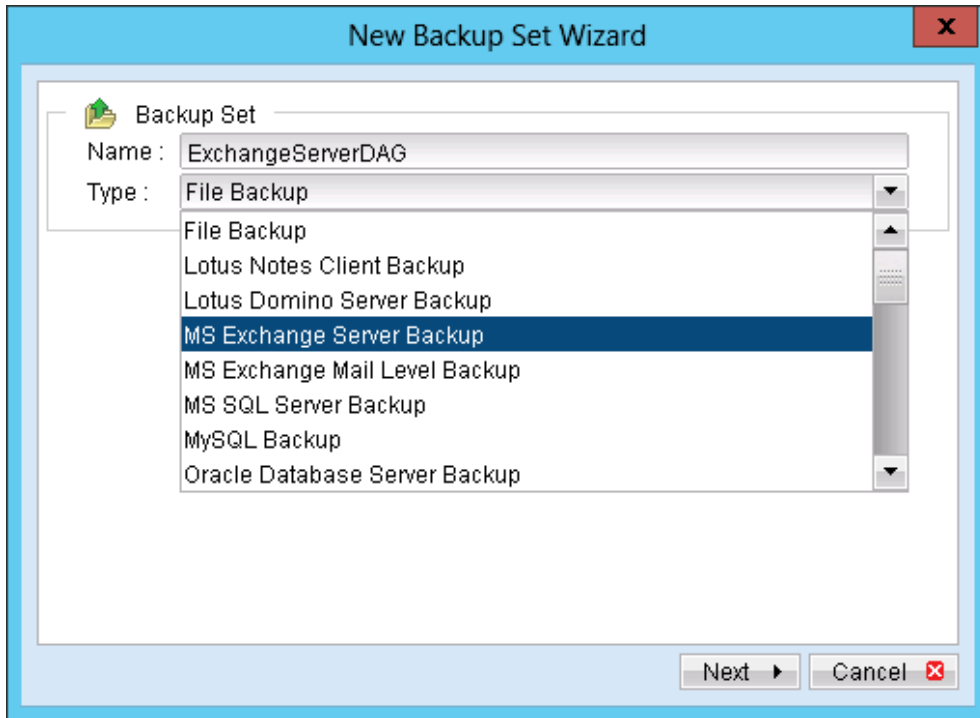 New Backup Set Wizard
x
Backup Set
Name : ExchangeServerDAG
Type : File Backup
File Backup
Lotus Notes Client Backup
Lotus Domino Server Backup
MS Exchange Server Backup
MS Exchange Mail Level Backup
MS SQL Server Backup
MySQL Backup
Oracle Database Server Backup
Next
Cancel